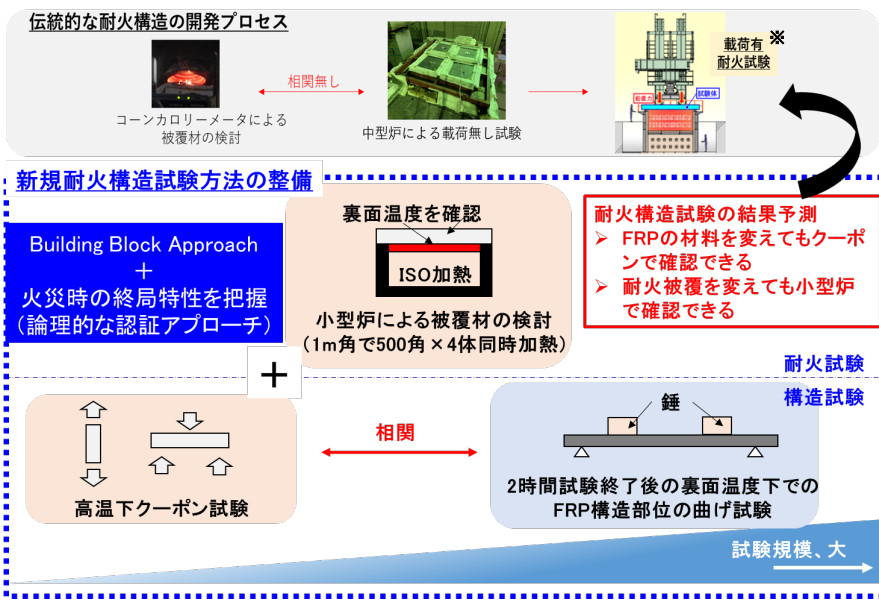 伝統的な耐火構造の開発プロセス
相関無し
コーンカロリーメータによる
被覆材の検討
中型炉による載荷無し試験
試験体
載荷有※
耐火試験
新規耐火構造試験方法の整備
Building Block Approach
+
火災時の終局特性を把握
(論理的な認証アプローチ)
裏面温度を確認
ISO加熱
小型炉による被覆材の検討
(1m角で500角×4体同時加熱)
耐火構造試験の結果予測
➢ FRPの材料を変えてもクーポ
ンで確認できる
➢ 耐火被覆を変えても小型炉
で確認できる
耐火試験
構造試験
+
高温下クーポン試験
相関
錘
2時間試験終了後の裏面温度下での
FRP構造部位の曲げ試験
試験規模、大